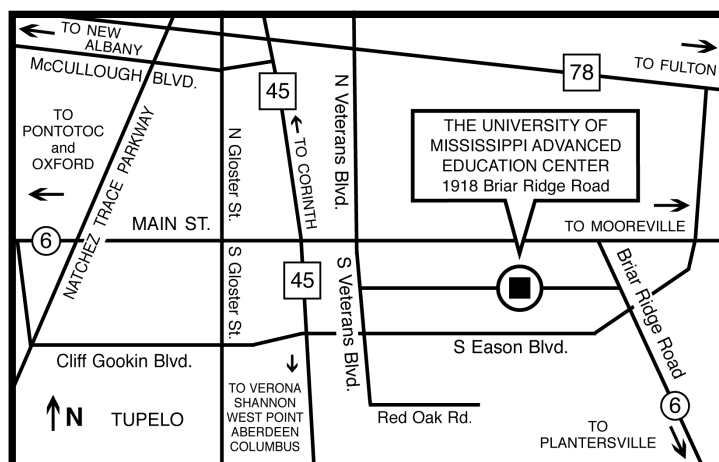 TO NEW
ALBANY
McCULLOUGH BLVD.
78
TO FULTON
45
TO
PONTOTOC
and
OXFORD
NATCHEZ TRACE PARKWAY
N Gloster St.
TO CORINTH
N Veterans Blvd.
THE UNIVERSITY OF
MISSISSIPPI ADVANCED
EDUCATION CENTER
1918 Briar Ridge Road
MAIN ST.
TO MOOREVILLE
6
S Gloster St.
45
S Veterans Blvd.
Briar Ridge Road
Cliff Gookin Blvd.
S Eason Blvd.
N
TUPELO
TO VERONA
SHANNON
WEST POINT
ABERDEEN
COLUMBUS
Red Oak Rd.
6
TO
PLANTERSVILLE